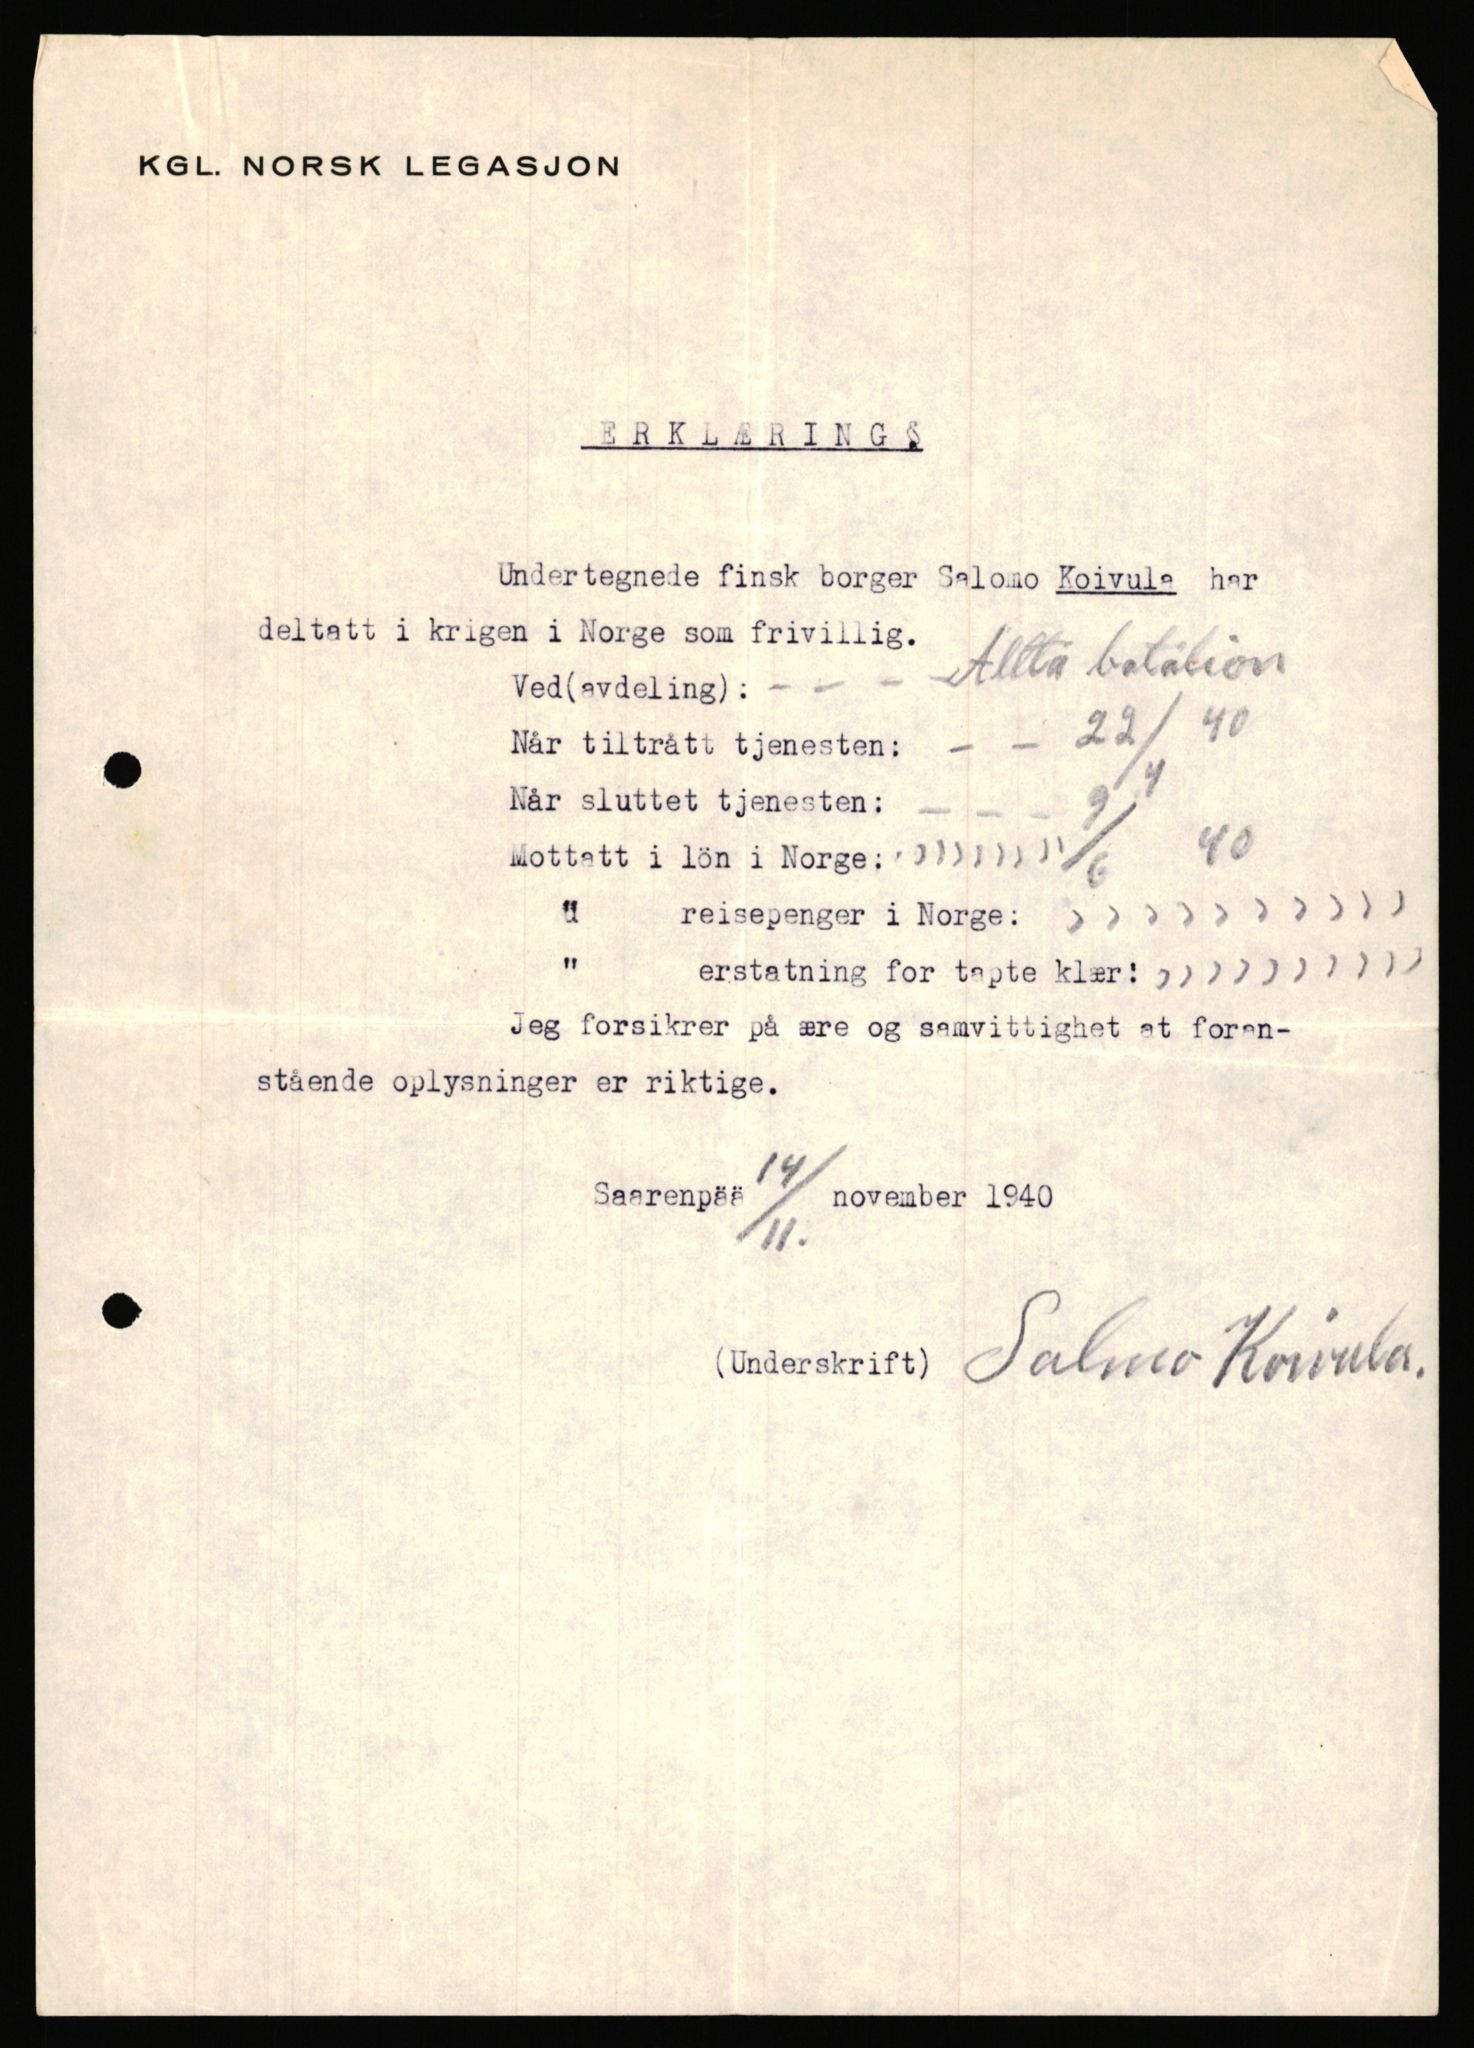 KGL. NORSK LEGASJON
ERKLÆRING.
Undertegnede finsk borger Salomo Koivula har
deltatt i krigen i Norge som frivillig.
Ved(avdeling): - - - - Allta batalion
Når tiltrått tjenesten: - - 22/4 40
Når sluttet tjenesten: - - - - 9/6 40
Mottatt i lön i Norge:
" reisepenger i Norge:
" erstatning for tapte klær:
Jeg forsikrer på ære og samvittighet at foran-
stående oplysninger er riktige.
Saarenpää 14/11. november 1940
(Underskrift) Salmo Koivula.